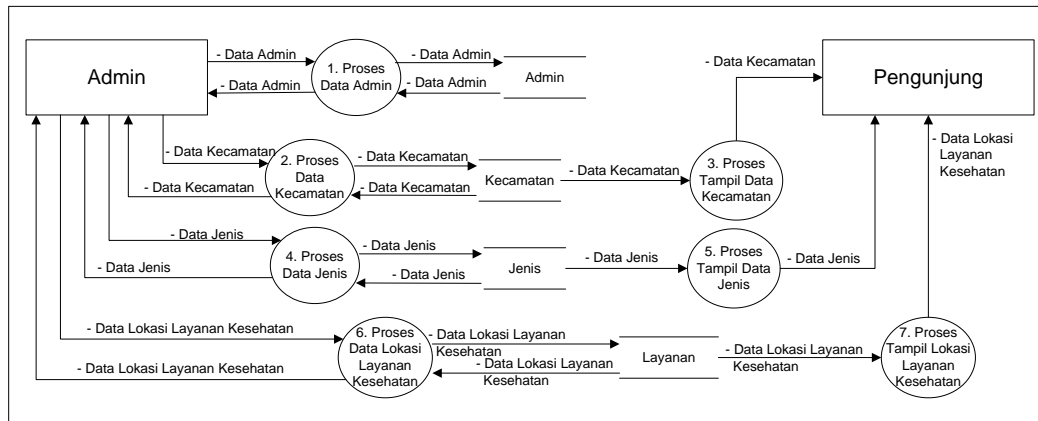 Admin
- Data Admin
- Data Admin
1. Proses
Data Admin
- Data Admin
- Data Admin
Admin
- Data Kecamatan
Pengunjung
- Data Kecamatan
- Data Kecamatan
2. Proses
Data
Kecamatan
- Data Kecamatan
- Data Kecamatan
Kecamatan
- Data Kecamatan
3. Proses
Tampil Data
Kecamatan
- Data Lokasi
Layanan
Kesehatan
- Data Jenis
- Data Jenis
4. Proses
Data Jenis
- Data Jenis
- Data Jenis
Jenis
- Data Jenis
5. Proses
Tampil Data
Jenis
- Data Jenis
- Data Lokasi Layanan Kesehatan
- Data Lokasi Layanan Kesehatan
6. Proses
Data Lokasi
Layanan
Kesehatan
- Data Lokasi Layanan
Kesehatan
- Data Lokasi Layanan
Kesehatan
Layanan
- Data Lokasi Layanan
Kesehatan
7. Proses
Tampil Lokasi
Layanan
Kesehatan